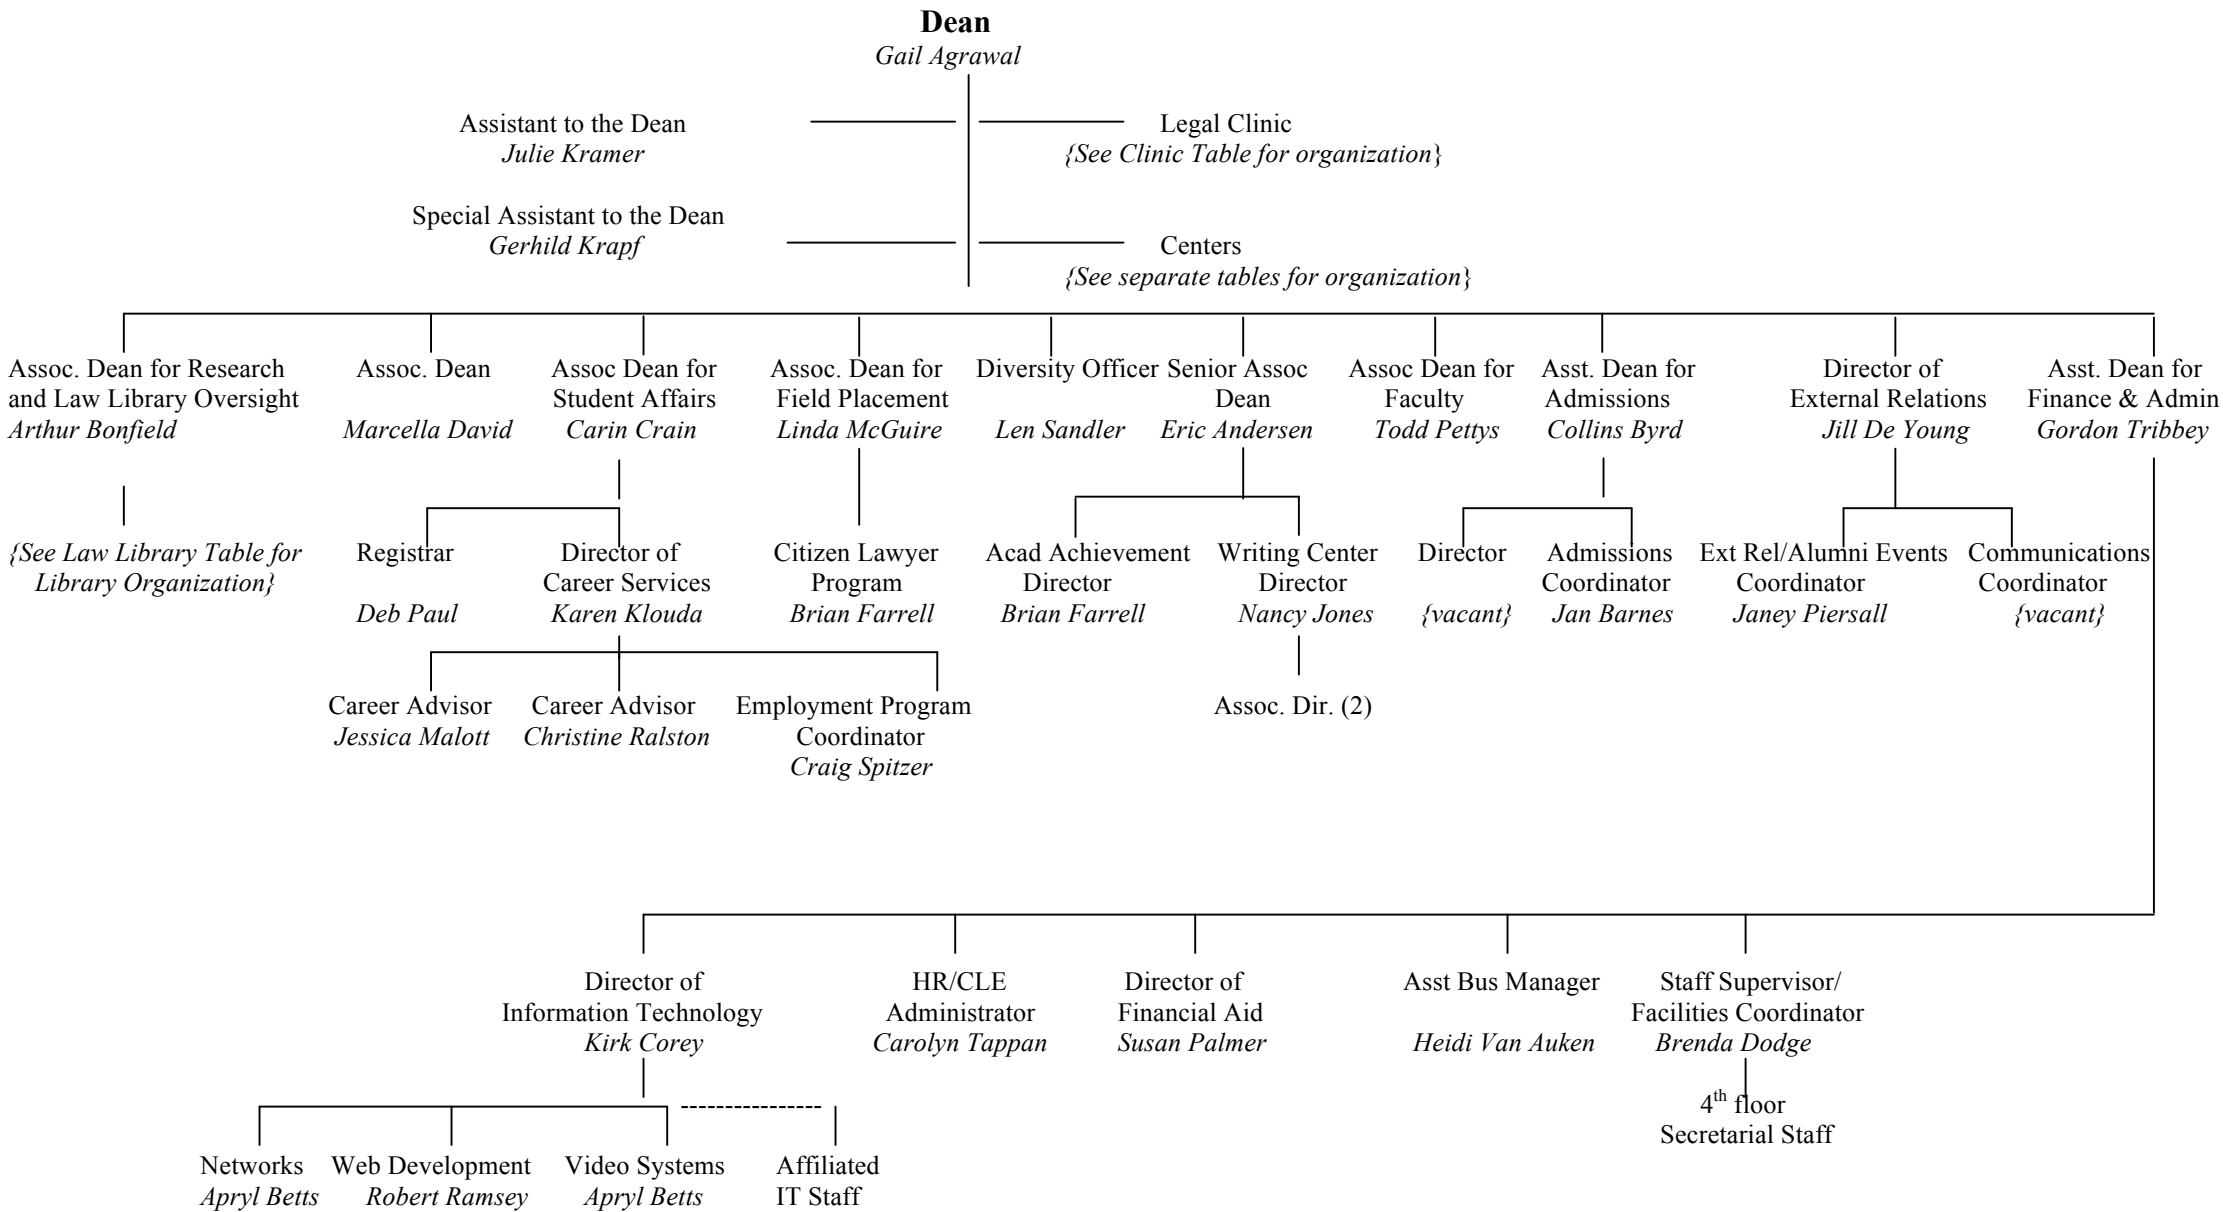 Dean
Gail Agrawal
Assistant to the Dean
Julie Kramer
Legal Clinic
{See Clinic Table for organization}
Special Assistant to the Dean
Gerhild Krapf
Centers
{See separate tables for organization}
Assoc. Dean for Research
and Law Library Oversight
Arthur Bonfield
Assoc. Dean
Marcella David
Assoc Dean for
Student Affairs
Carin Crain
Assoc. Dean for
Field Placement
Linda McGuire
Diversity Officer
Len Sandler
Senior Assoc
Dean
Eric Andersen
Assoc Dean for
Faculty
Todd Pettys
Asst. Dean for
Admissions
Collins Byrd
Director of
External Relations
Jill De Young
Asst. Dean for
Finance & Admin
Gordon Tribbey
{See Law Library Table for
Library Organization}
Registrar
Deb Paul
Director of
Career Services
Karen Klouda
Citizen Lawyer
Program
Brian Farrell
Acad Achievement
Director
Brian Farrell
Writing Center
Director
Nancy Jones
Director
{vacant}
Admissions
Coordinator
Jan Barnes
Ext Rel/Alumni Events
Coordinator
Janey Piersall
Communications
Coordinator
{vacant}
Career Advisor
Jessica Malott
Career Advisor
Christine Ralston
Employment Program
Coordinator
Craig Spitzer
Assoc. Dir. (2)
Director of
Information Technology
Kirk Corey
HR/CLE
Administrator
Carolyn Tappan
Director of
Financial Aid
Susan Palmer
Asst Bus Manager
Heidi Van Auken
Staff Supervisor/
Facilities Coordinator
Brenda Dodge
4th floor
Secretarial Staff
Networks
Apryl Betts
Web Development
Robert Ramsey
Video Systems
Apryl Betts
Affiliated
IT Staff